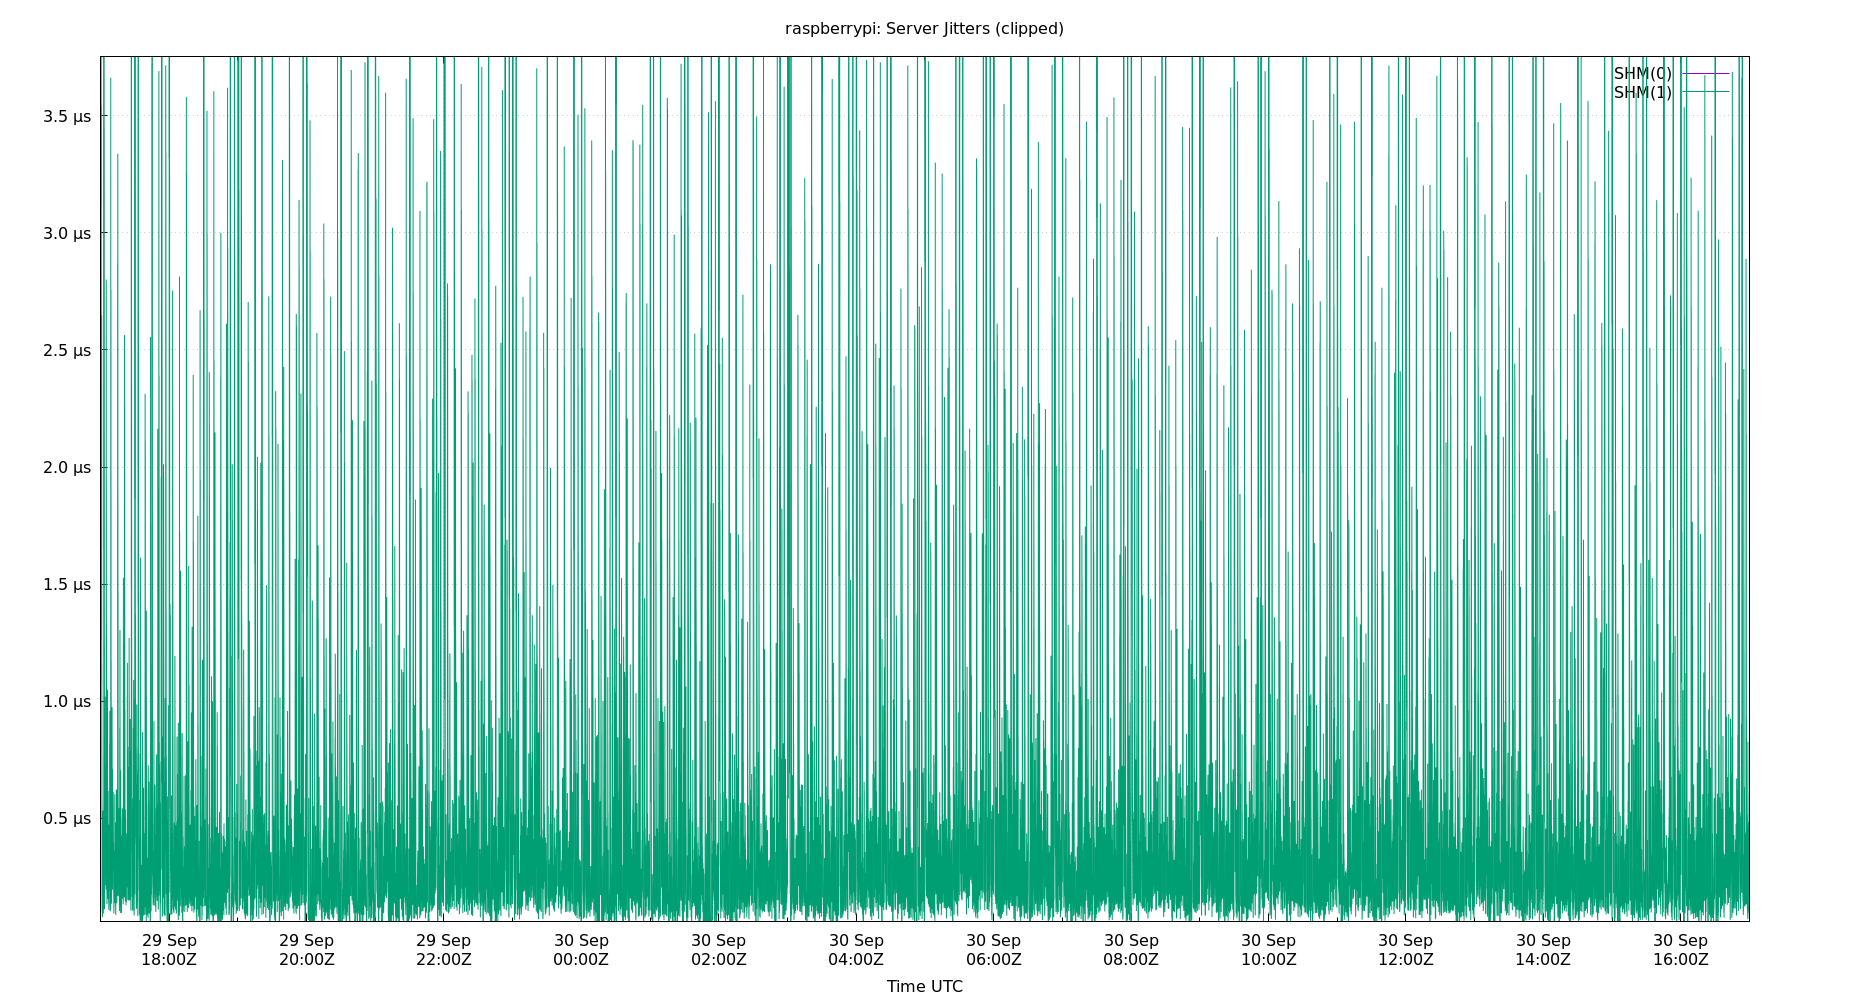 raspberrypi: Server Jitters (clipped)
SHM(0)
SHM(1)
3.5 µs
3.0 µs
2.5 µs
2.0 µs
1.5 µs
1.0 µs
0.5 µs
29 Sep 29 Sep 29 Sep 30 Sep 30 Sep 30 Sep 30 Sep 30 Sep 30 Sep 30 Sep 30 Sep 30 Sep
18:00Z 20:00Z 22:00Z 00:00Z 02:00Z 04:00Z 06:00Z 08:00Z 10:00Z 12:00Z 14:00Z 16:00Z
Time UTC